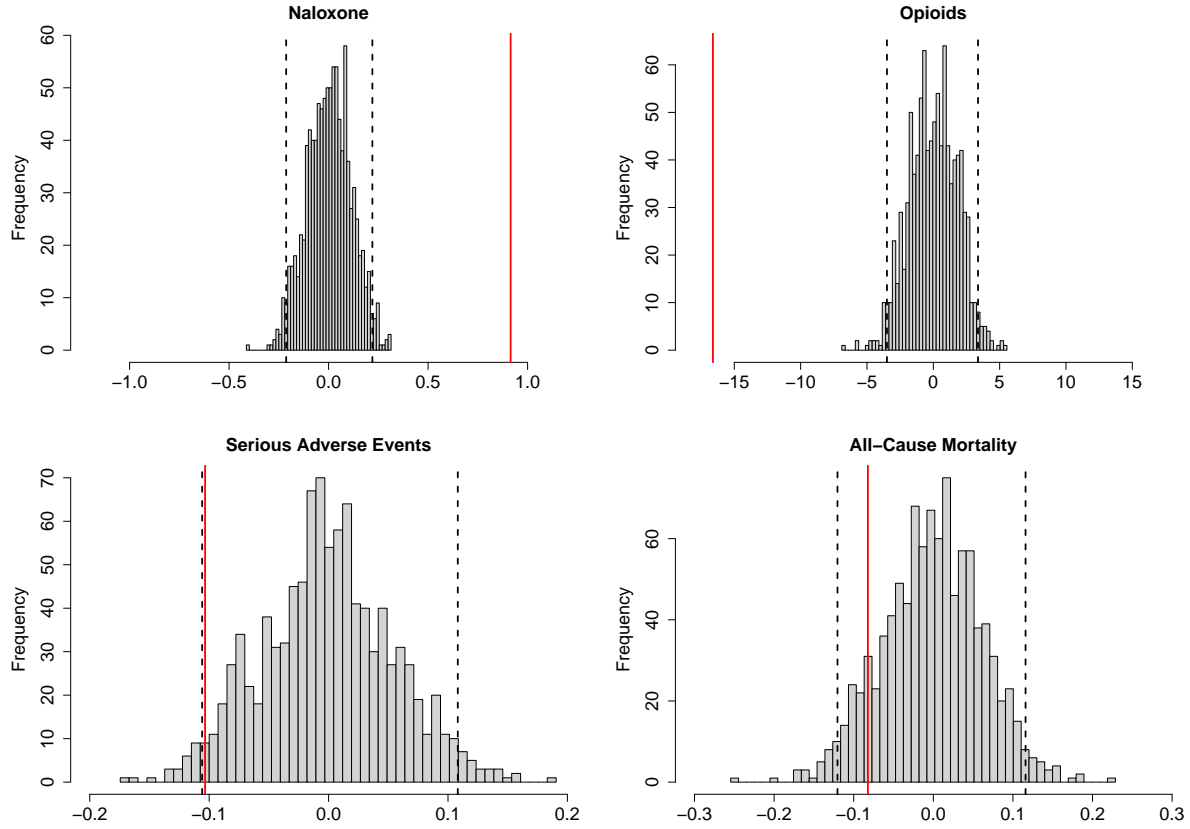 Naloxone
Frequency
60
50
40
30
20
10
0
−1.0 −0.5 0.0 0.5 1.0
Opioids
Frequency
60
50
40
30
20
10
0
−15 −10 −5 0 5 10 15
Serious Adverse Events
Frequency
70
60
50
40
30
20
10
0
−0.2 −0.1 0.0 0.1 0.2
All−Cause Mortality
Frequency
60
40
20
0
−0.3 −0.2 −0.1 0.0 0.1 0.2 0.3